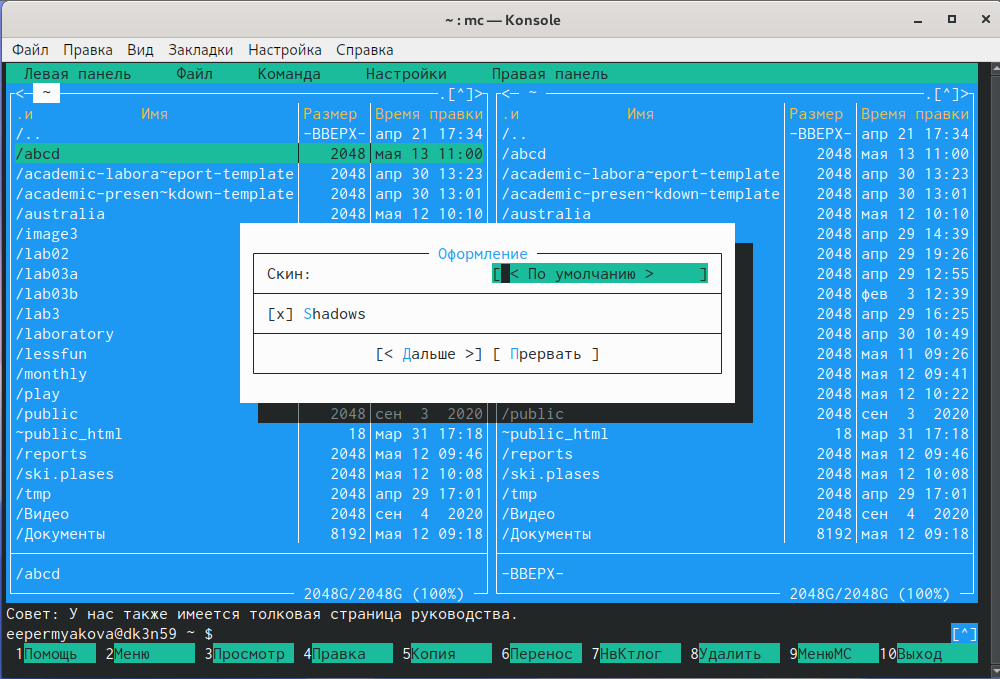 ~ : mc — Konsole
Файл Правка Вид Закладки Настройка Справка
Левая панель Файл Команда Настройки Правая панель
<— ~ .[^]> <— ~ .[^]>
.и Имя Размер Время правки .и Имя Размер Время правки
/.. -ВВЕРХ- апр 21 17:34 /.. -ВВЕРХ- апр 21 17:34
/abcd 2048 мая 13 11:00 /abcd 2048 мая 13 11:00
/academic-labora~eport-template 2048 апр 30 13:23 /academic-labora~eport-template 2048 апр 30 13:23
/academic-presen~kdown-template 2048 апр 30 13:01 /academic-presen~kdown-template 2048 апр 30 13:01
/australia 2048 мая 12 10:10 /australia 2048 мая 12 10:10
/image3 2048 апр 29 14:39
/lab02 Оформление 2048 апр 29 19:26
/lab03a Скин: [ < По умолчанию > ] 2048 апр 29 12:55
/lab03b 2048 фев 3 12:39
/lab3 [x] Shadows 2048 апр 29 16:25
/laboratory 2048 апр 30 10:49
/lessfun [< Дальше >] [ Прервать ] 2048 мая 11 09:26
/monthly 2048 мая 12 09:41
/play 2048 мая 12 10:22
/public 2048 сен 3 2020 /public 2048 сен 3 2020
~public_html 18 мар 31 17:18 ~public_html 18 мар 31 17:18
/reports 2048 мая 12 09:46 /reports 2048 мая 12 09:46
/ski.plases 2048 мая 12 10:08 /ski.plases 2048 мая 12 10:08
/tmp 2048 апр 29 17:01 /tmp 2048 апр 29 17:01
/Видео 2048 сен 4 2020 /Видео 2048 сен 4 2020
/Документы 8192 мая 12 09:18 /Документы 8192 мая 12 09:18
/abcd -ВВЕРХ-
2048G/2048G (100%) 2048G/2048G (100%)
Совет: У нас также имеется толковая страница руководства.
eepermyakova@dk3n59 ~ $ [^]
1Помощь 2Меню 3Просмотр 4Правка 5Копия 6Перенос 7НвКтлог 8Удалить 9МенюМС 10Выход